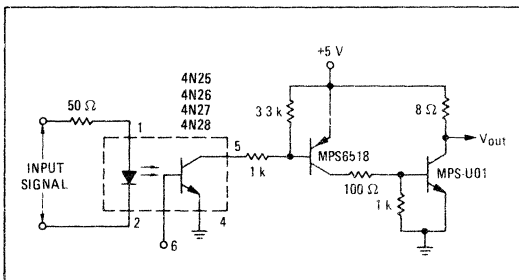 +5 V
4N25
4N26
4N27
4N28
50 Ω
1
5
3.3 k
8 Ω
Vout
INPUT
SIGNAL
1 k
MPS6518
MPS-U01
100 Ω
1 k
2
4
6